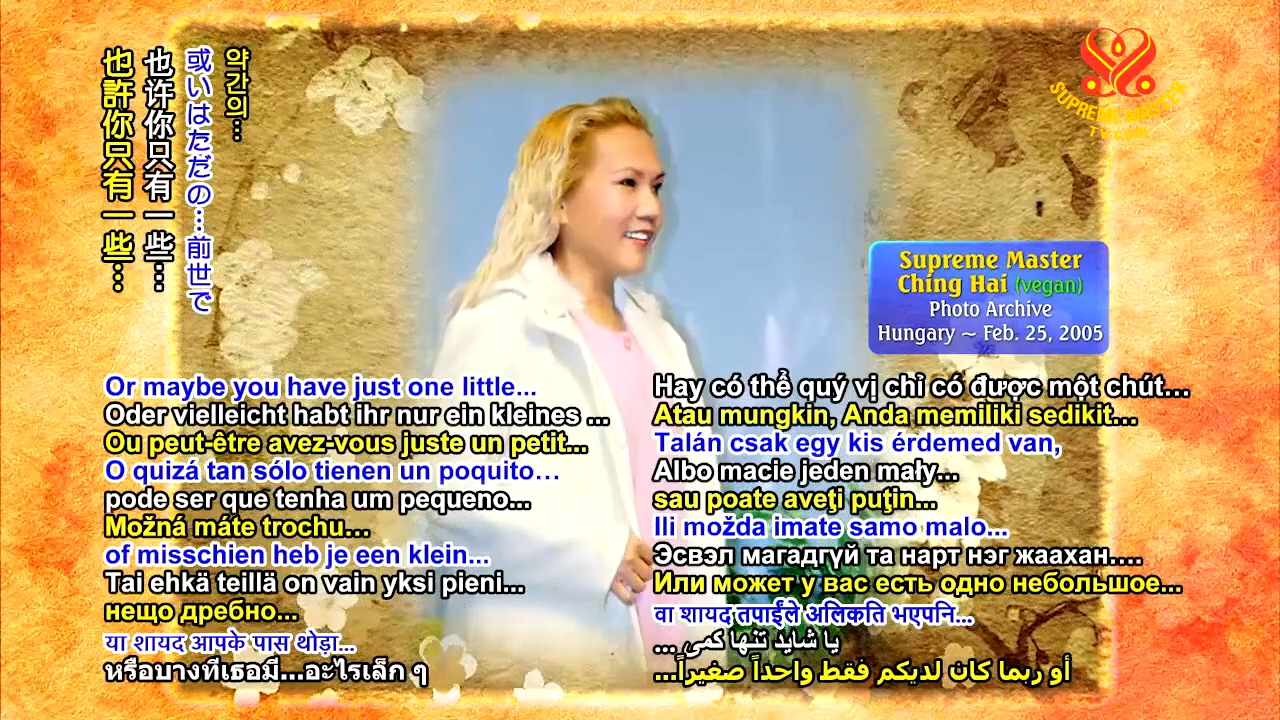 약간의...
或いはただの...前世で
也许你只有一些...
也許你只有一些...
SUPREME MASTER
TV.COM
Supreme Master
Ching Hai (vegan)
Photo Archive
Hungary ~ Feb. 25, 2005
Or maybe you have just one little...
Oder vielleicht habt ihr nur ein kleines ...
Ou peut-être avez-vous juste un petit...
O quizá tan sólo tienen un poquito…
pode ser que tenha um pequeno...
Možná máte trochu…
of misschien heb je een klein...
Tai ehkä teillä on vain yksi pieni...
нещо дребно...
या शायद आपके पास थोड़ा...
หรือบางทีเธอมี...อะไรเล็ก ๆ
Hay có thể quý vị chỉ có được một chút…
Atau mungkin, Anda memiliki sedikit…
Talán csak egy kis érdemed van,
Albo macie jeden mały...
sau poate aveţi puţin...
Ili možda imate samo malo...
Эсвэл магадгүй та нарт нэг жаахан….
Или может у вас есть одно небольшое...
वा शायद तपाईंले अलिकति भएपनि...
یا شاید تنها کمی ...
أو ربما كان لديكم فقط واحداً صغيراً...